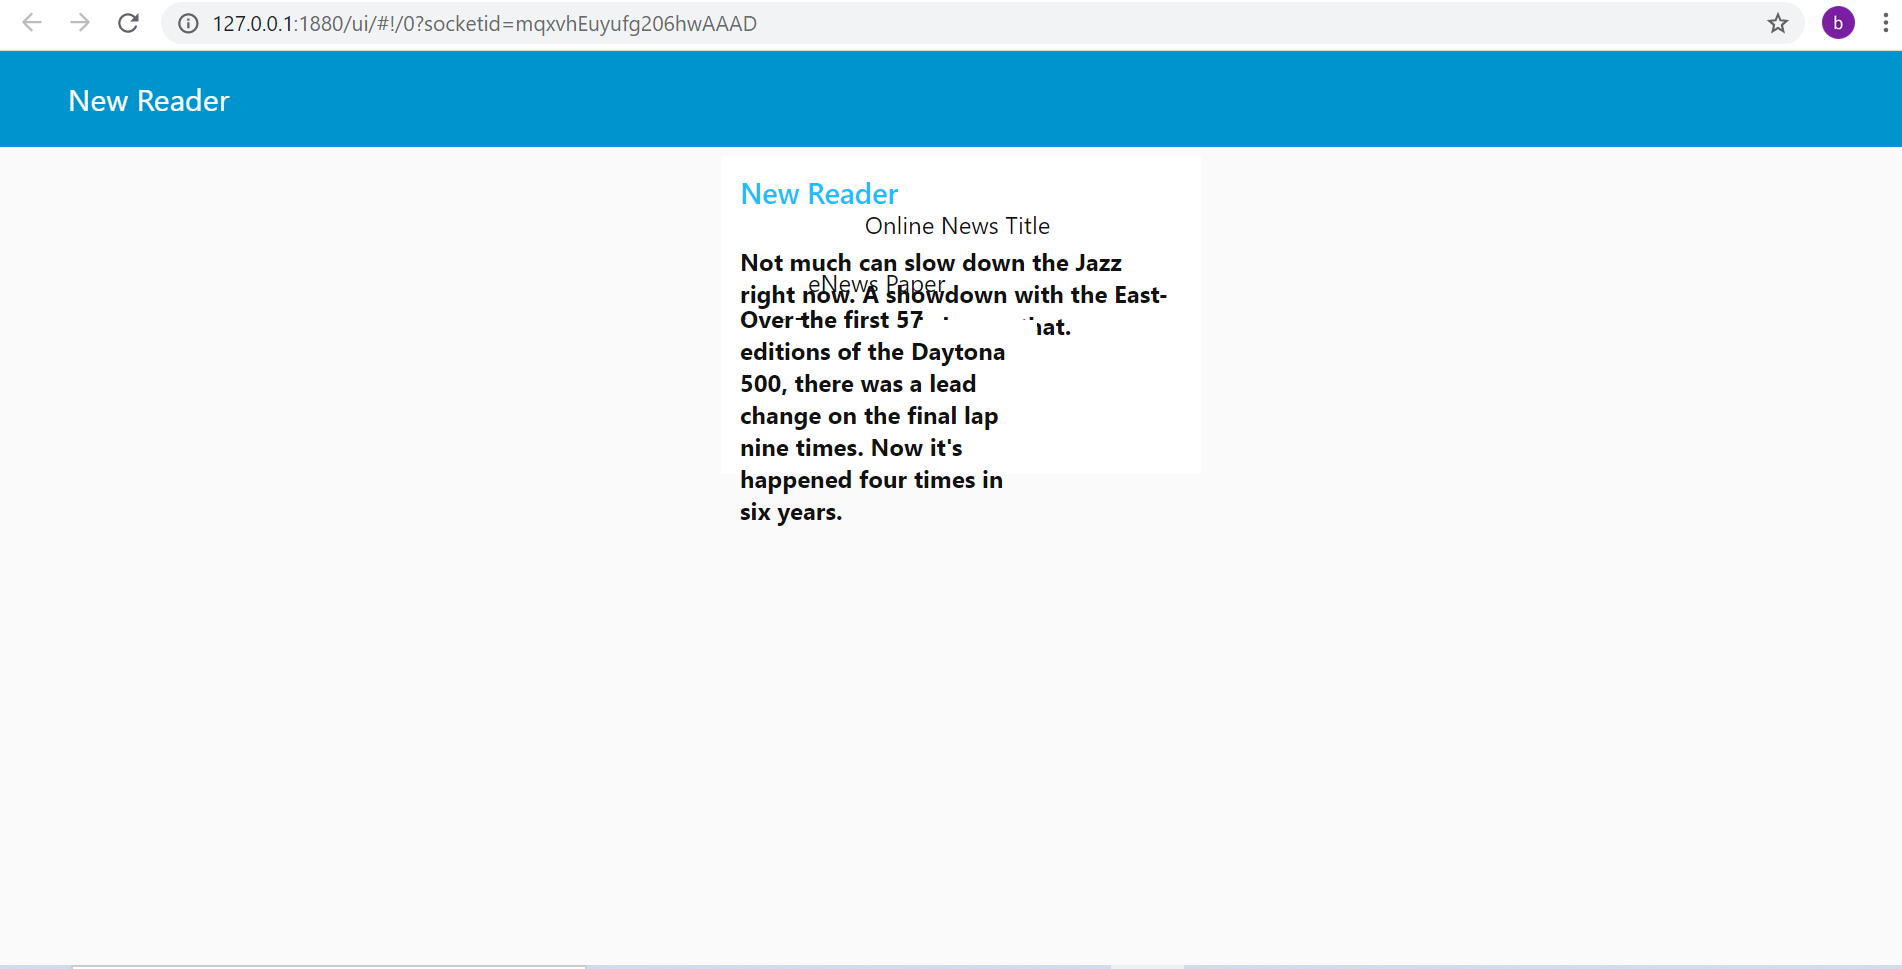 127.0.0.1:1880/ui/#!/0?socketid=mqxvhEuyufg206hwAAAD
b
New Reader
New Reader
Online News Title
Not much can slow down the Jazz
eNews Paper
right now. A showdown with the East-
Over the first 57
editions of the Daytona
500, there was a lead
change on the final lap
nine times. Now it's
happened four times in
six years.